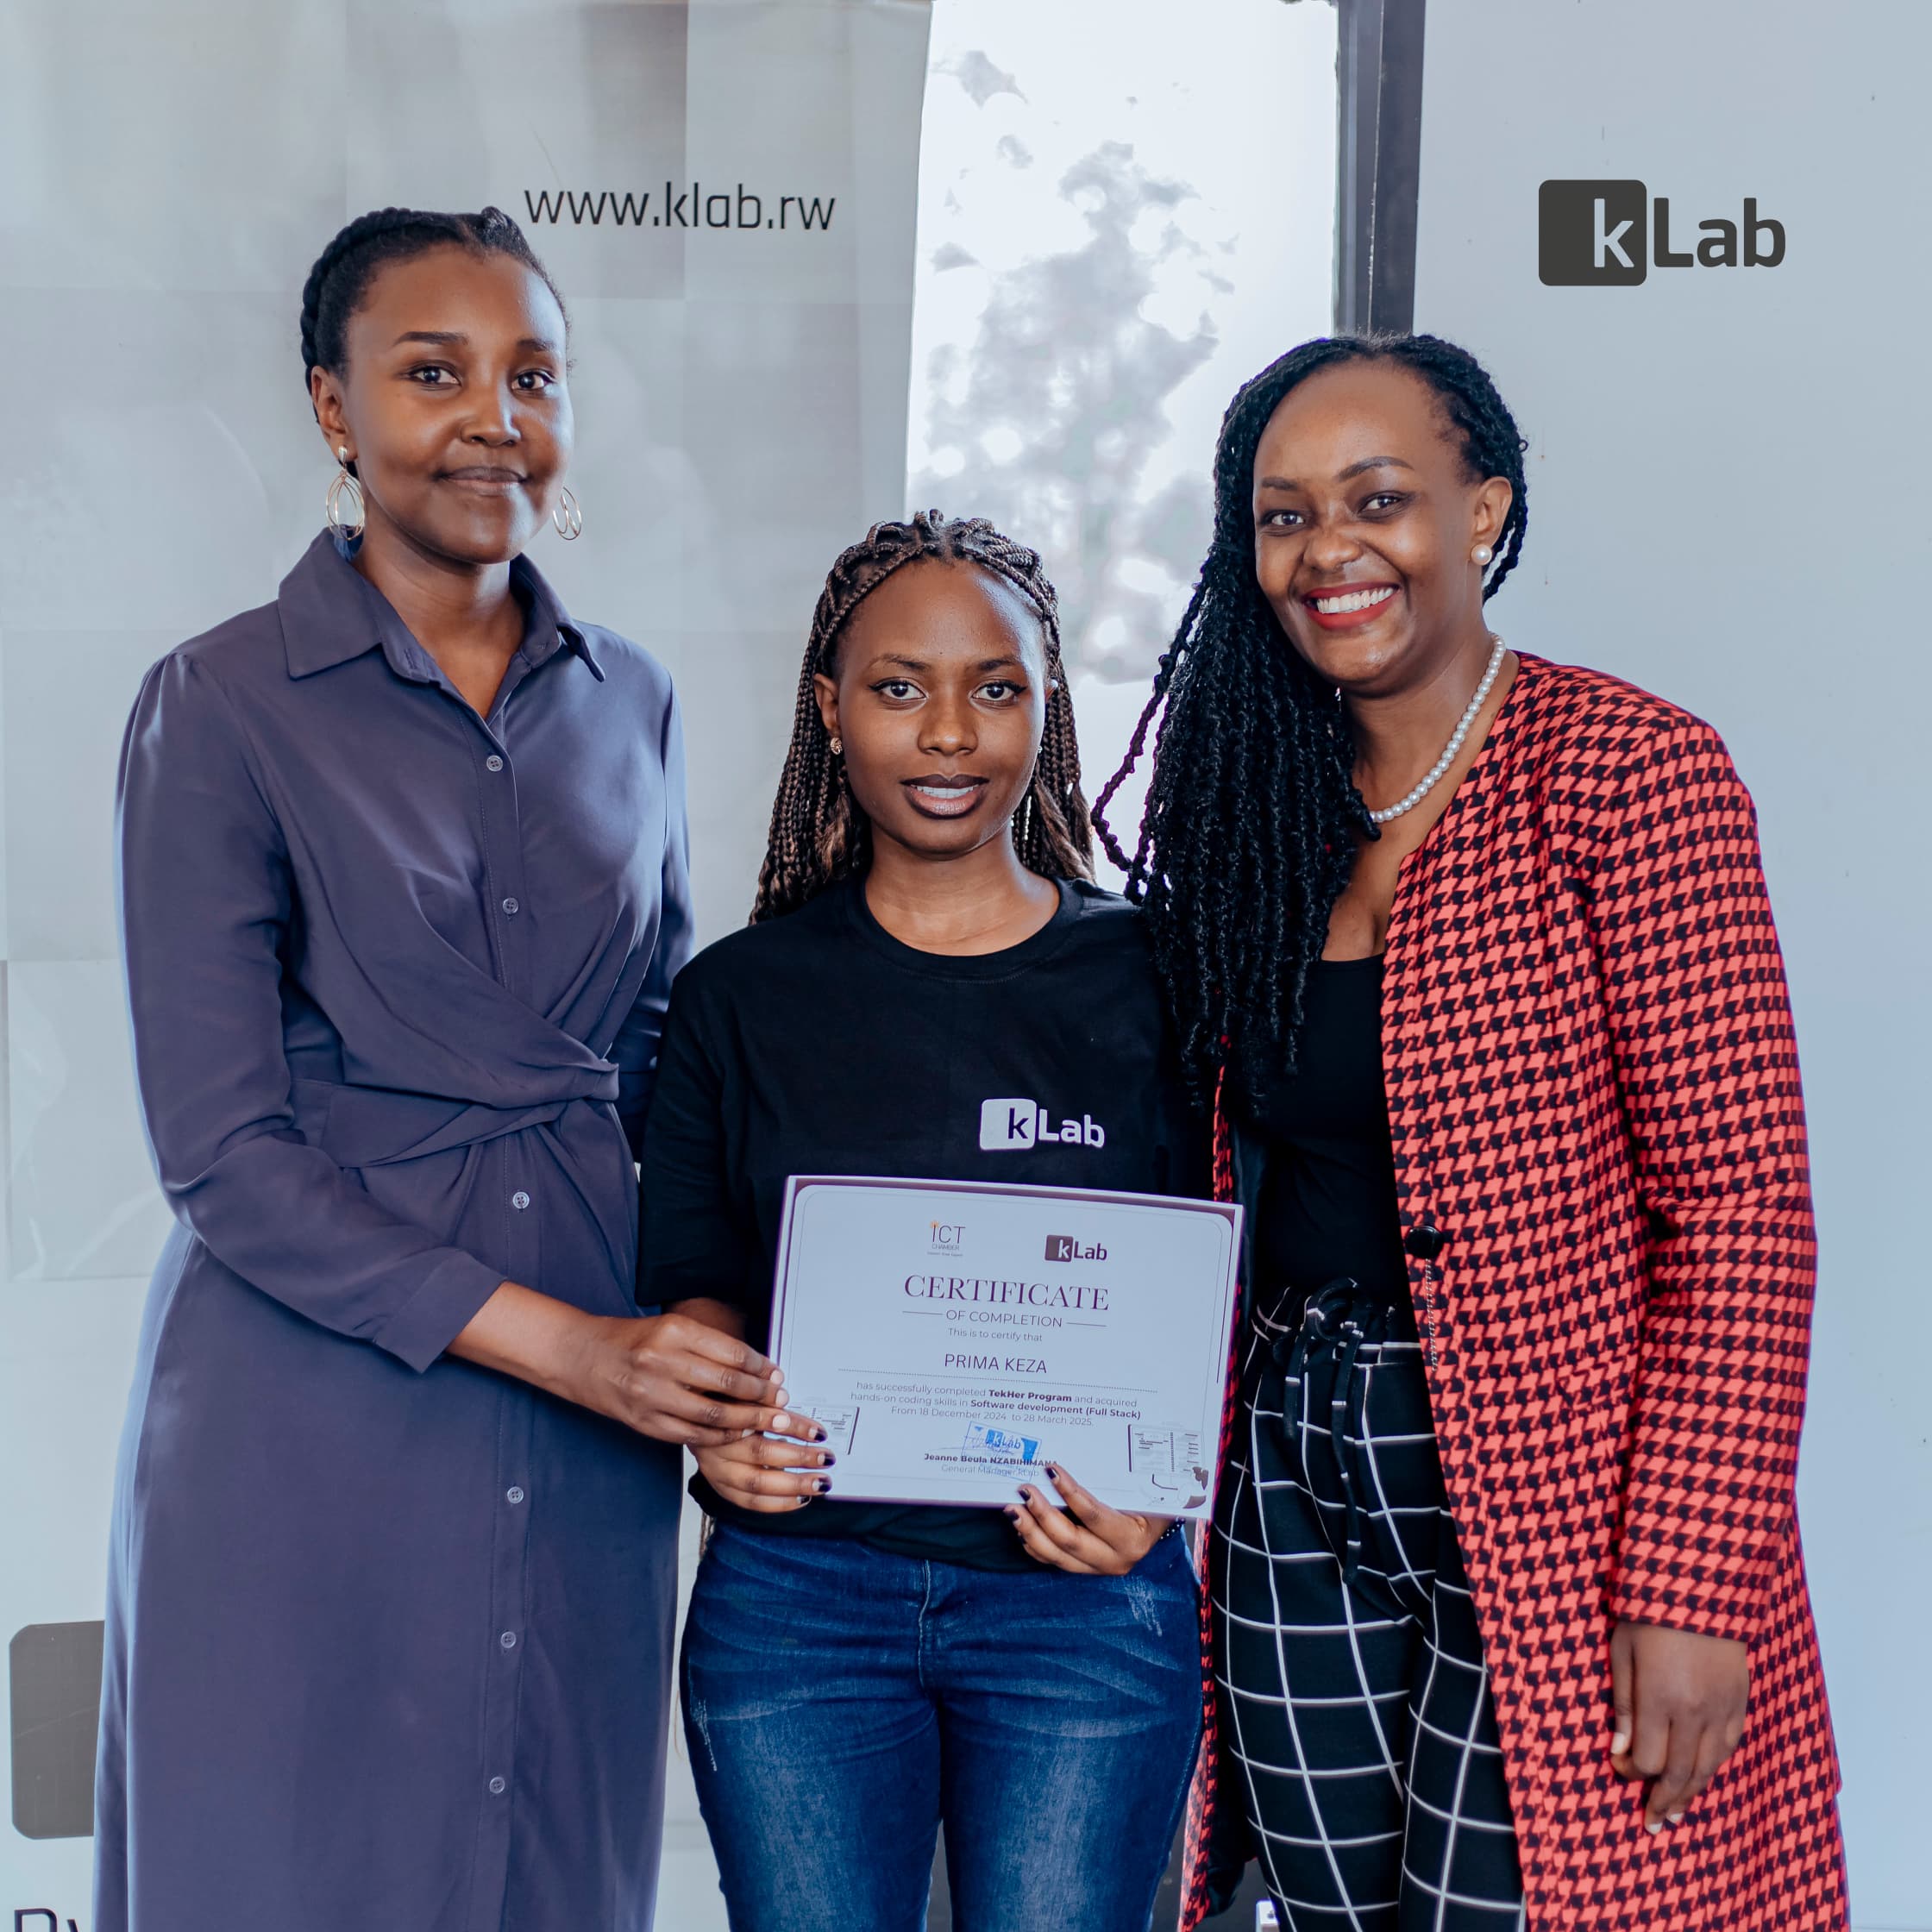 www.klab.rw
kLab
kLab
ICT
CHAMBER
kLab
CERTIFICATE
OF COMPLETION
This is to certify that
PRIMA KEZA
has successfully completed TekHer Program and acquired
hands-on coding skills in Software development (Full Stack)
From 18 December 2024 to 28 March 2025.
kLab
Jeanne Beula NZABIHIMANA
General Manager kLab